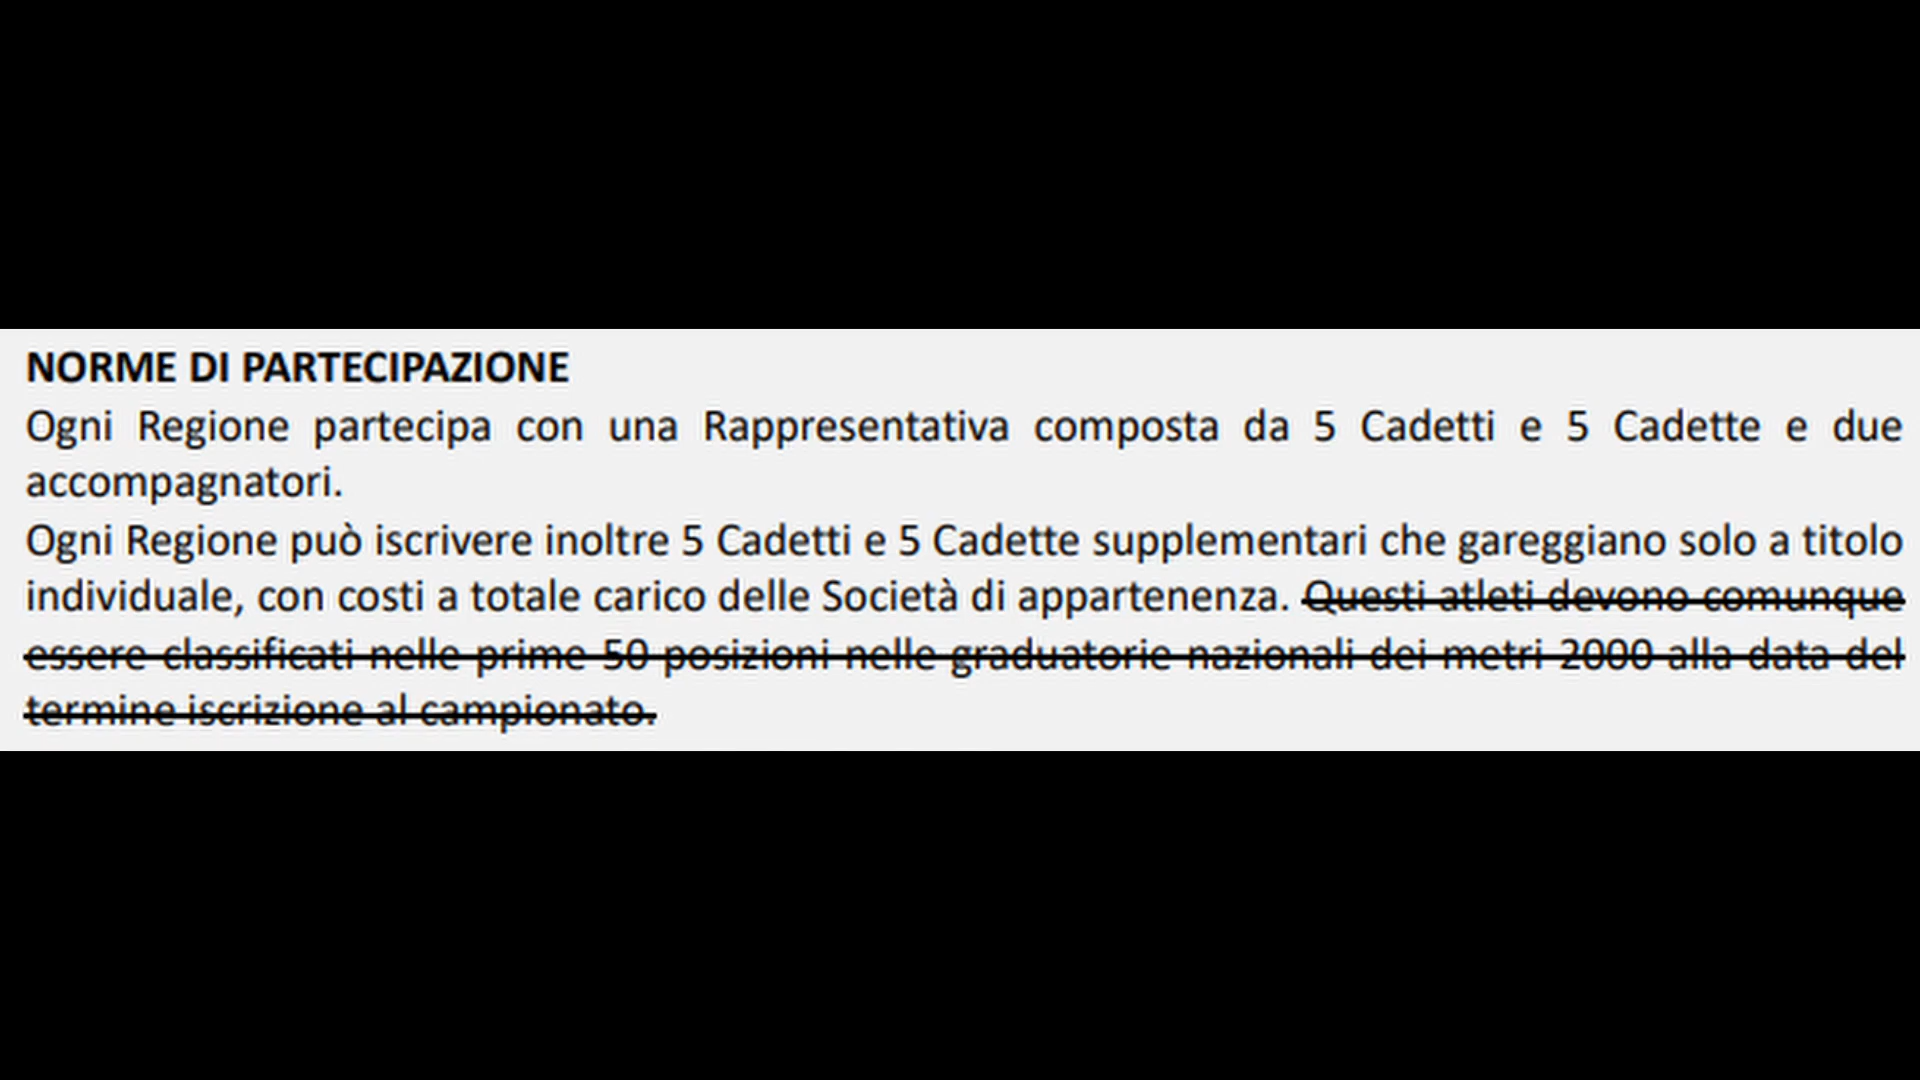 NORME DI PARTECIPAZIONE
Ogni Regione partecipa con una Rappresentativa composta da 5 Cadetti e 5 Cadette e due
accompagnatori.
Ogni Regione può iscrivere inoltre 5 Cadetti e 5 Cadette supplementari che gareggiano solo a titolo
individuale, con costi a totale carico delle Società di appartenenza. Questi atleti devono comunque
essere classificati nelle prime 50 posizioni nelle graduatorie nazionali dei metri 2000 alla data del
termine iscrizione al campionato.